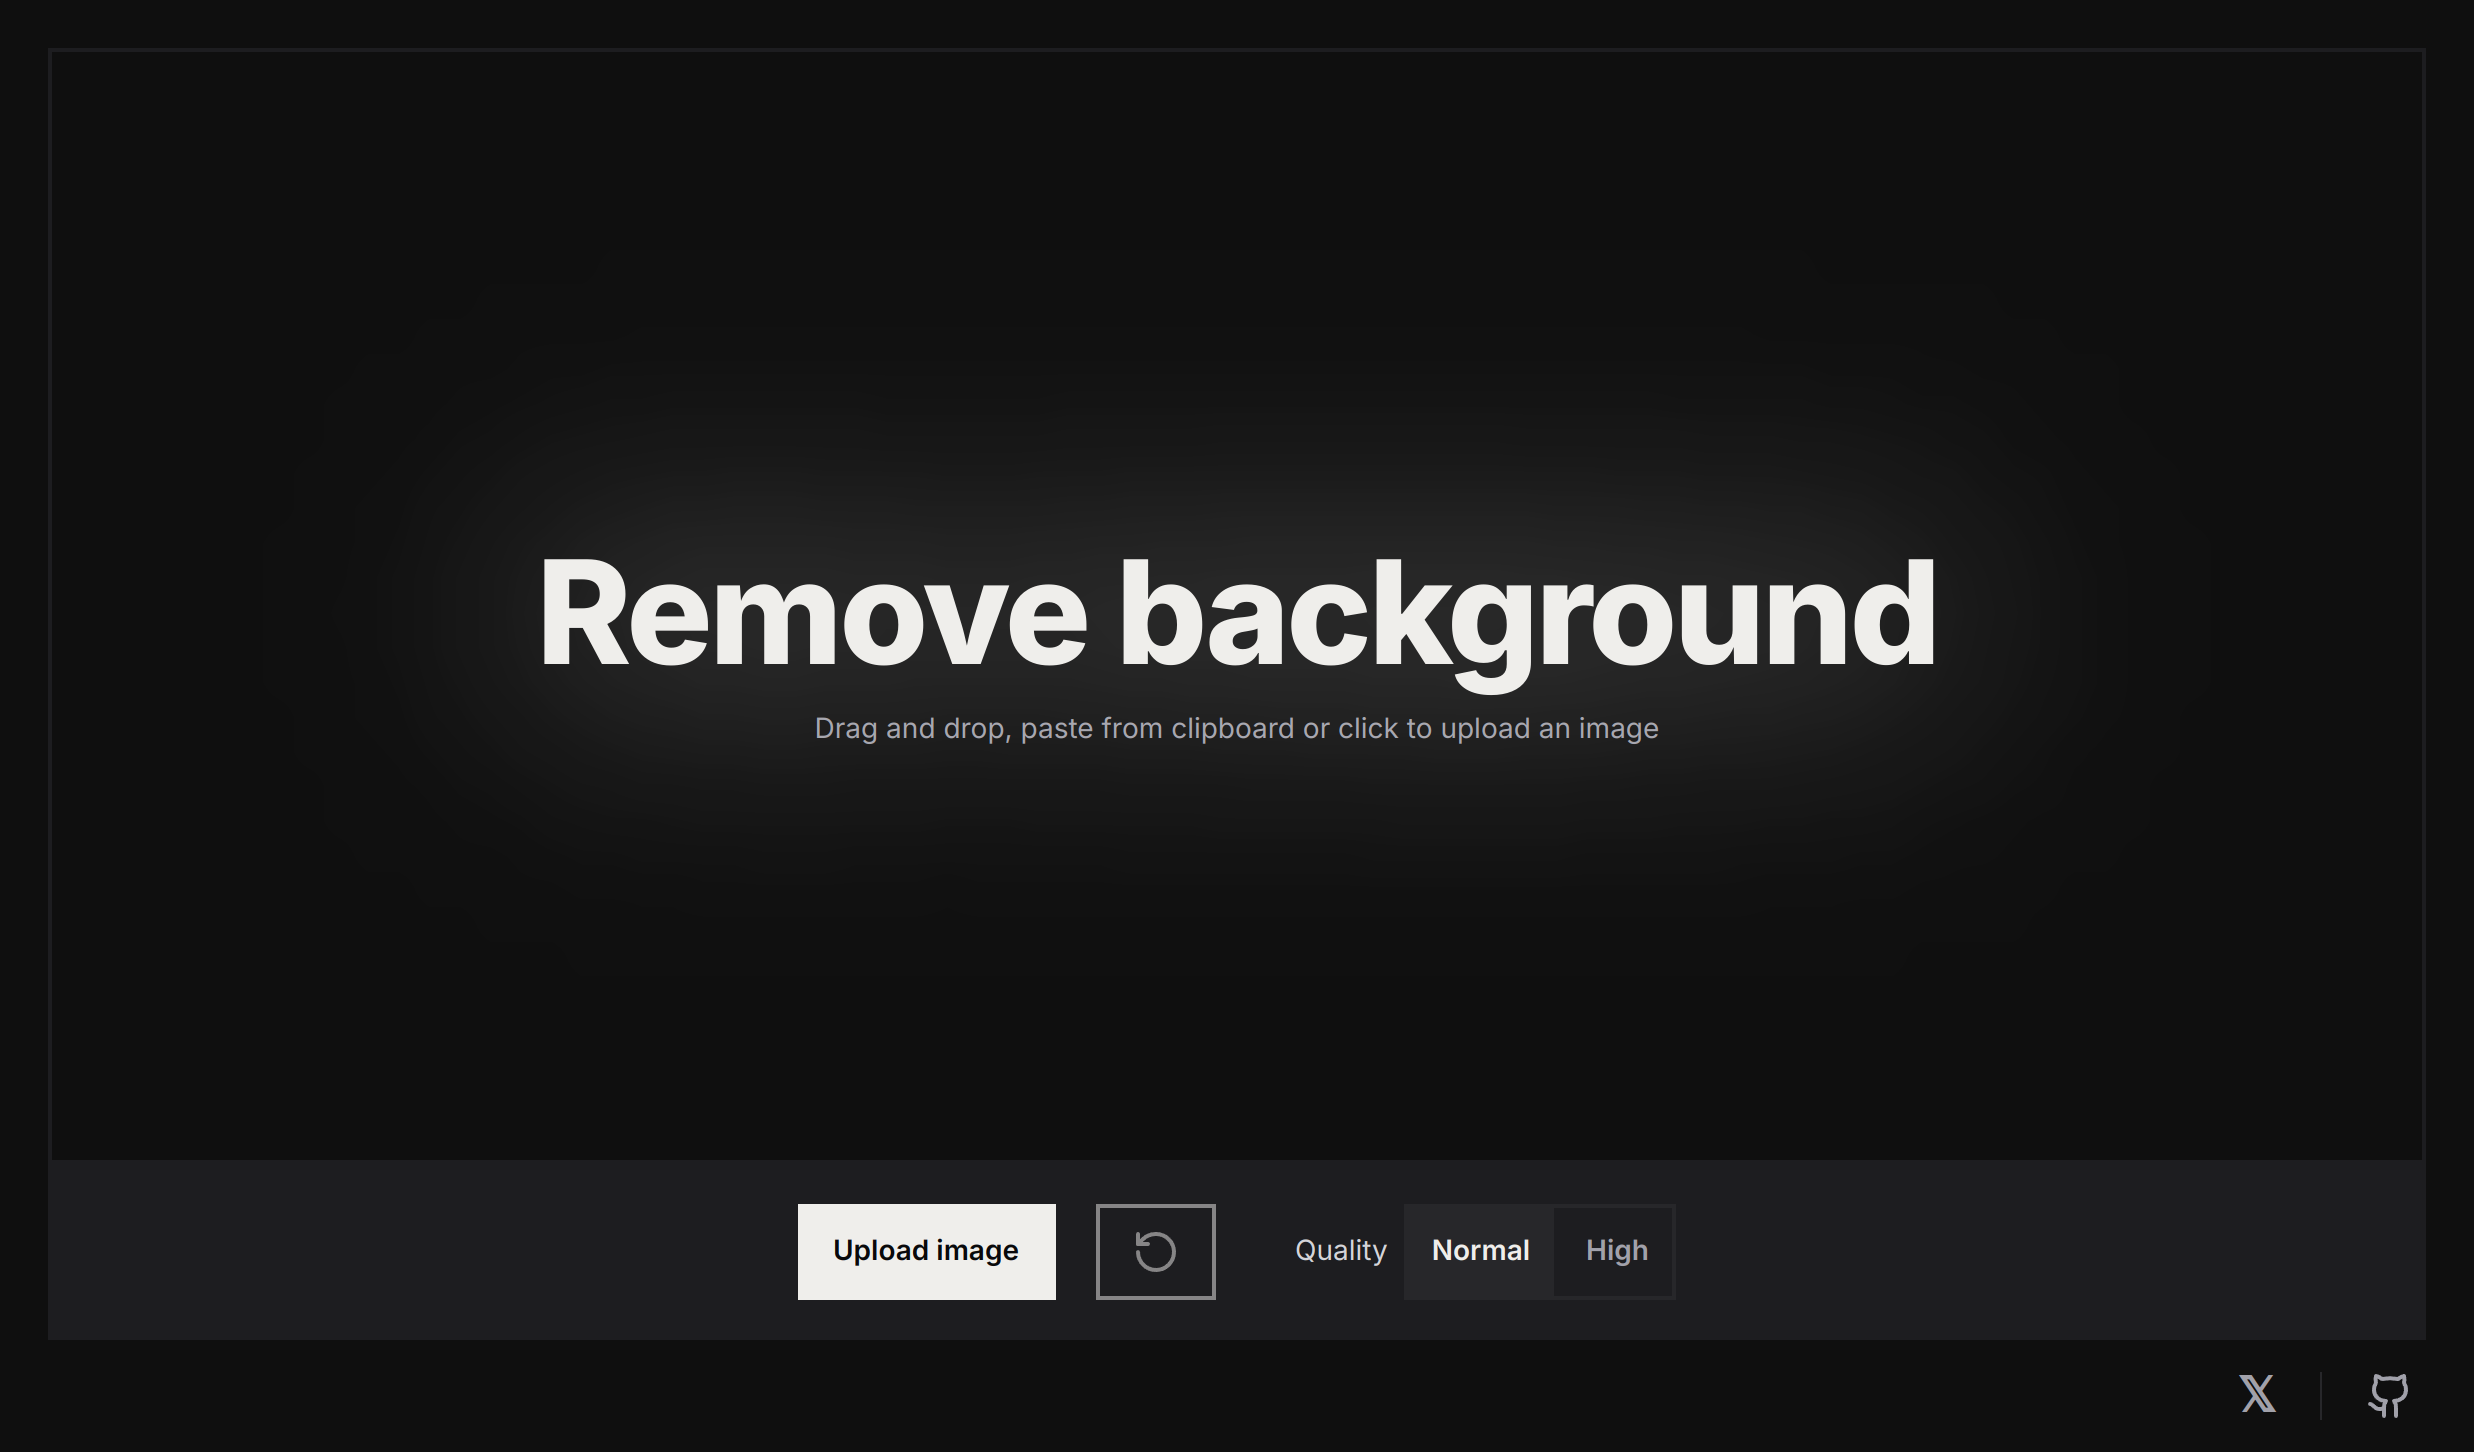 Remove background
Drag and drop, paste from clipboard or click to upload an image
Upload image
Quality
Normal
High
𝕏